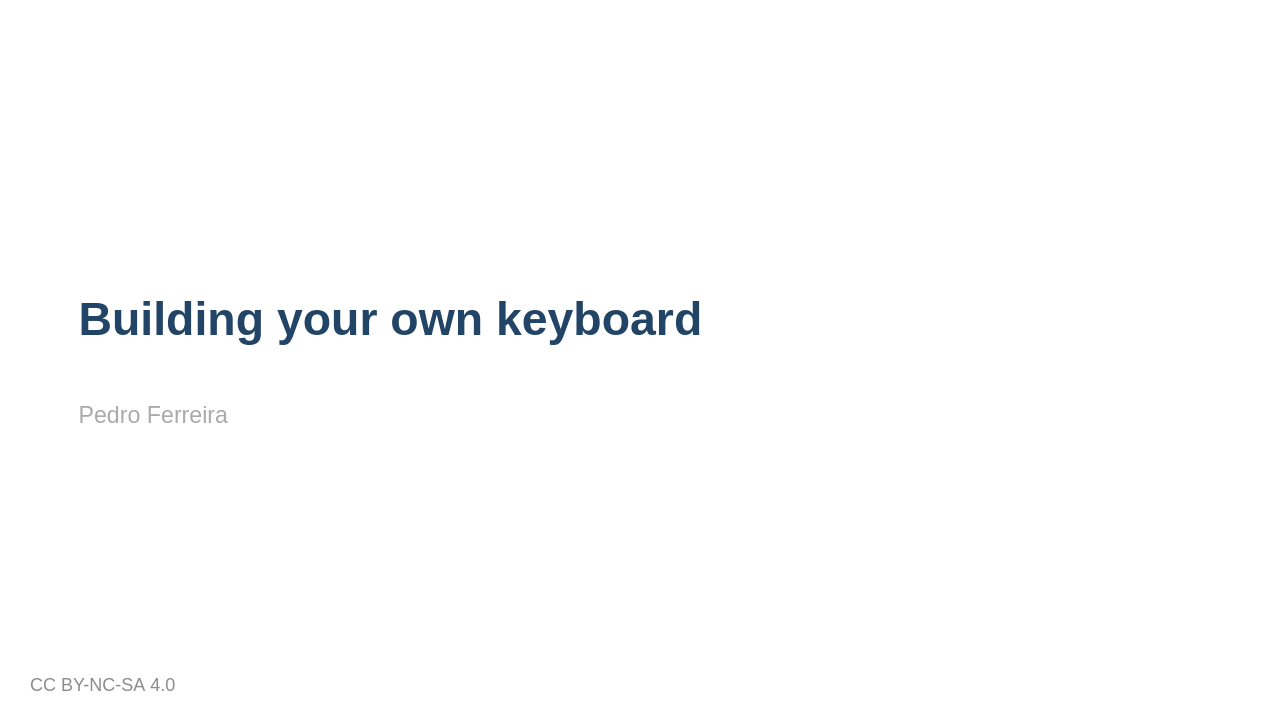 Building your own keyboard
Pedro Ferreira
CC BY-NC-SA 4.0